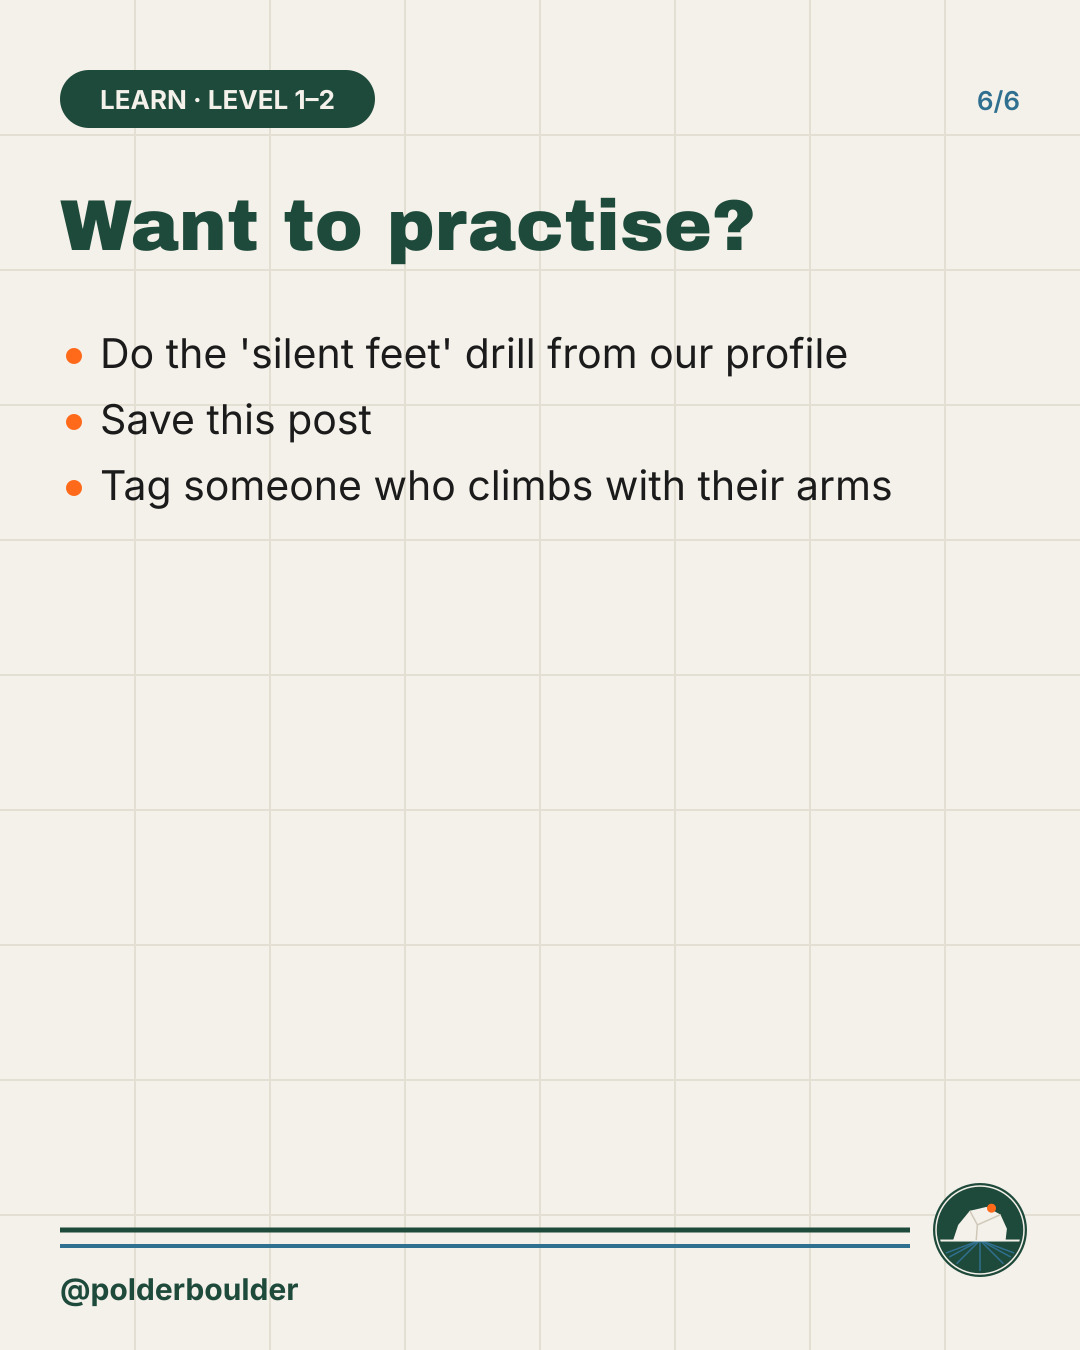 LEARN · LEVEL 1–2
6/6
Want to practise?
Do the 'silent feet' drill from our profile
Save this post
Tag someone who climbs with their arms
@polderboulder